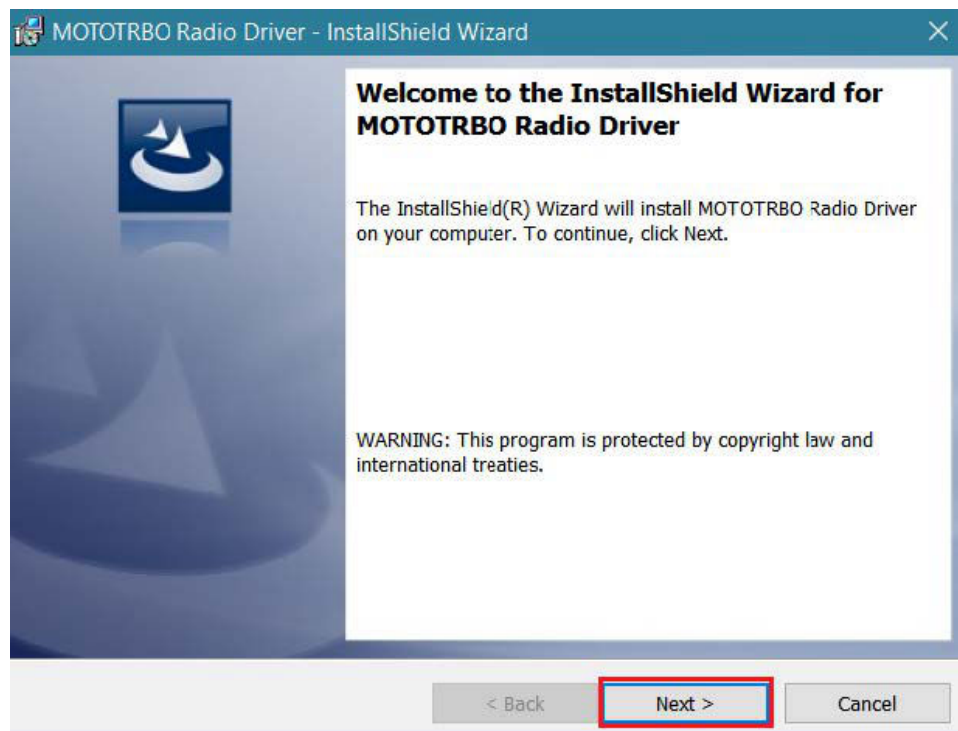 MOTOTRBO Radio Driver - InstallShield Wizard
Welcome to the InstallShield Wizard for
MOTOTRBO Radio Driver
The InstallShield(R) Wizard will install MOTOTRBO Radio Driver
on your computer. To continue, click Next.
WARNING: This program is protected by copyright law and
international treaties.
< Back
Next >
Cancel